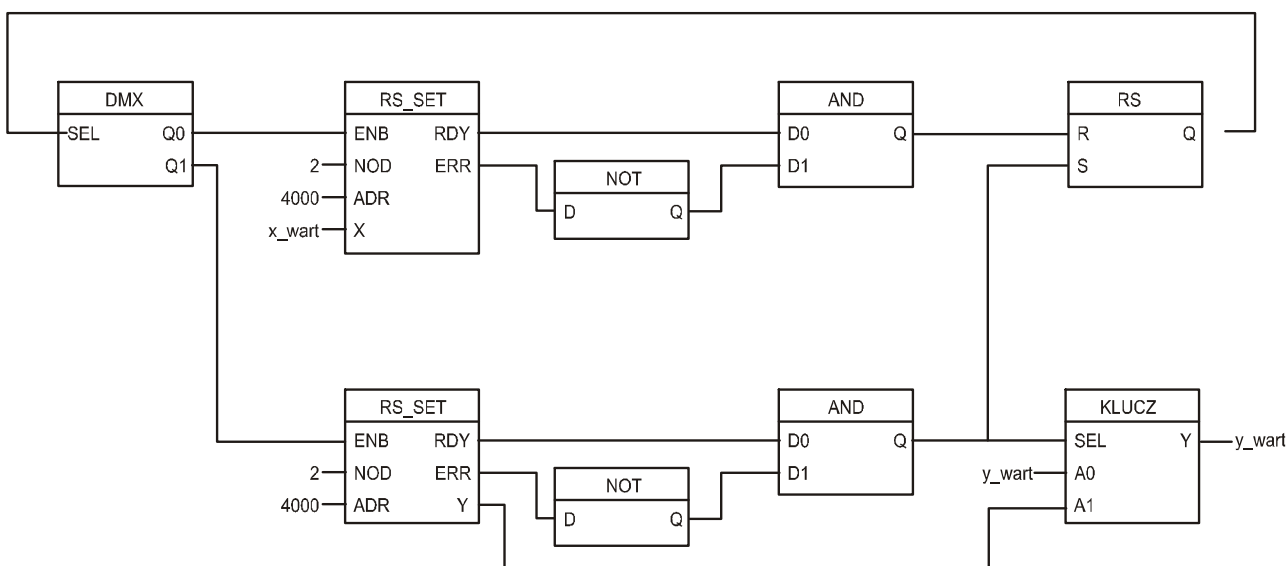 DMX
SEL Q0
Q1
RS_SET
ENB RDY
2 NOD ERR
4000 ADR
x_wart X
NOT
D Q
AND
D0 Q
D1
RS
R Q
S
RS_SET
ENB RDY
2 NOD ERR
4000 ADR Y
NOT
D Q
AND
D0 Q
D1
KLUCZ
SEL Y y_wart
y_wart A0
A1